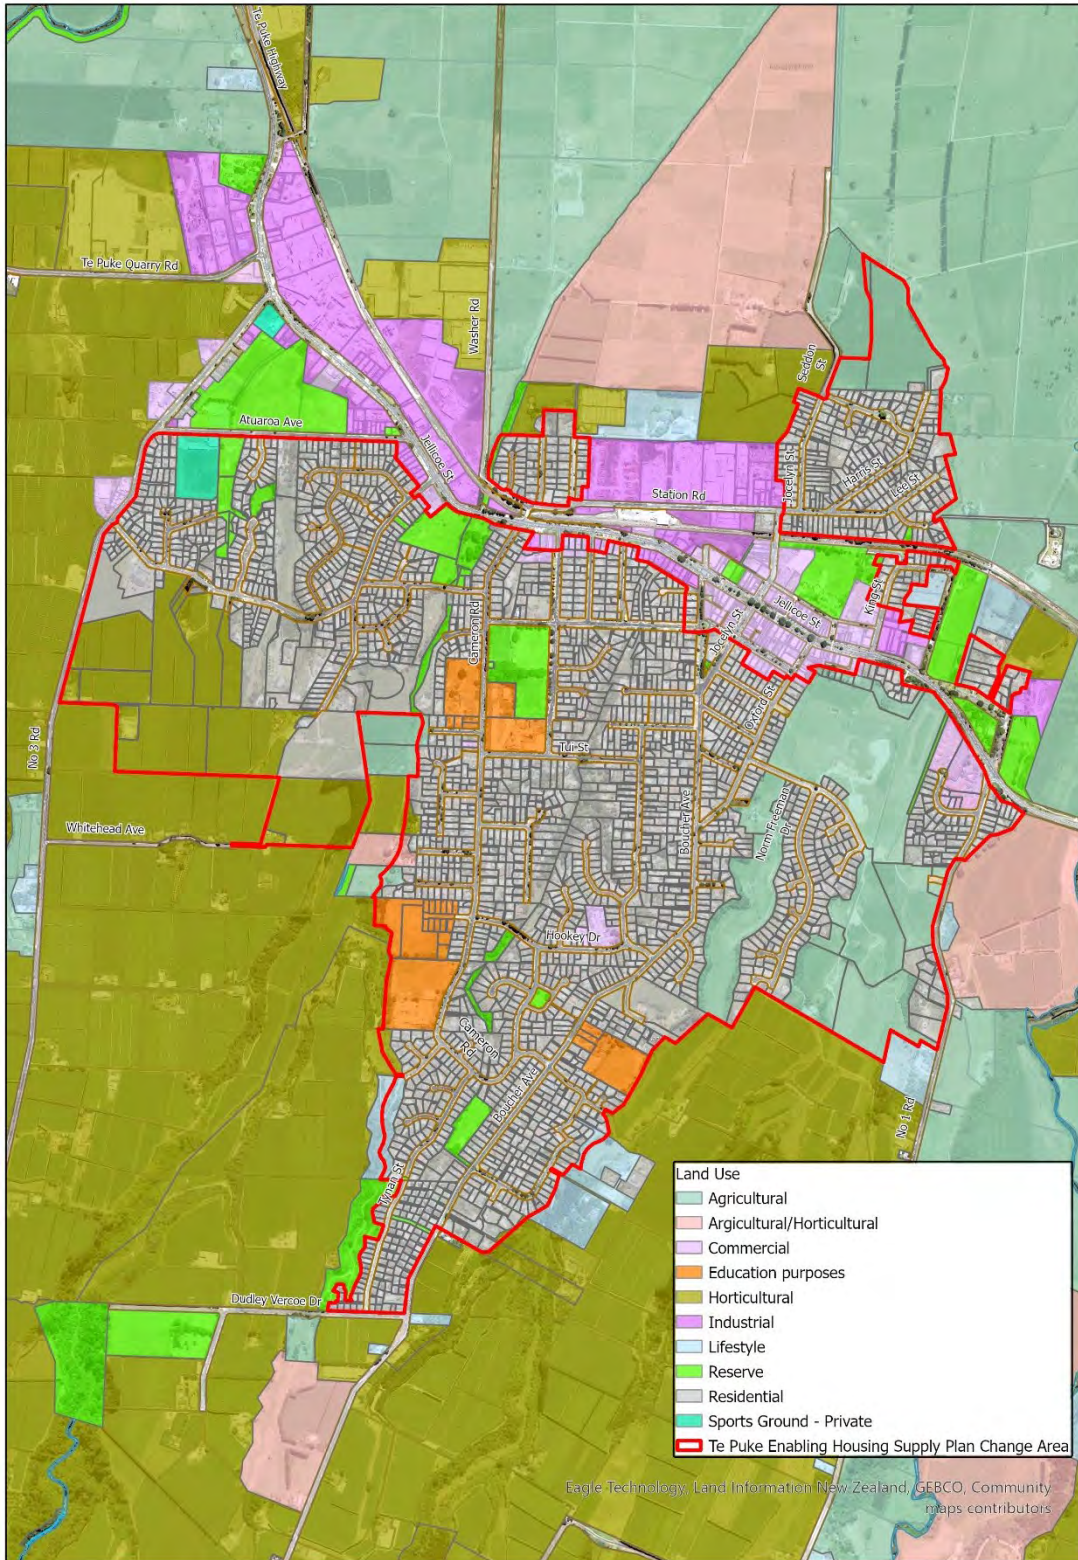 Te Puke Highway
Te Puke Quarry Rd
Washer Rd
Seddon
St
Atuaroa Ave
Jellicoe St
Jocelyn St
Harris St
Lee St
Station Rd
King St
Jellicoe St
Jocelyn St
Cameron Rd
Oxford St
No 3 Rd
Tui St
Boucher Ave
Norm Freeman
Dr
Whitehead Ave
Hookey Dr
Cameron
Rd
Boucher Ave
No 1 Rd
Tynan St
Dudley Vercoe Dr
Land Use
Agricultural
Argicultural/Horticultural
Commercial
Education purposes
Horticultural
Industrial
Lifestyle
Reserve
Residential
Sports Ground - Private
Te Puke Enabling Housing Supply Plan Change Area
Eagle Technology, Land Information New Zealand, GEBCO, Community
maps contributors